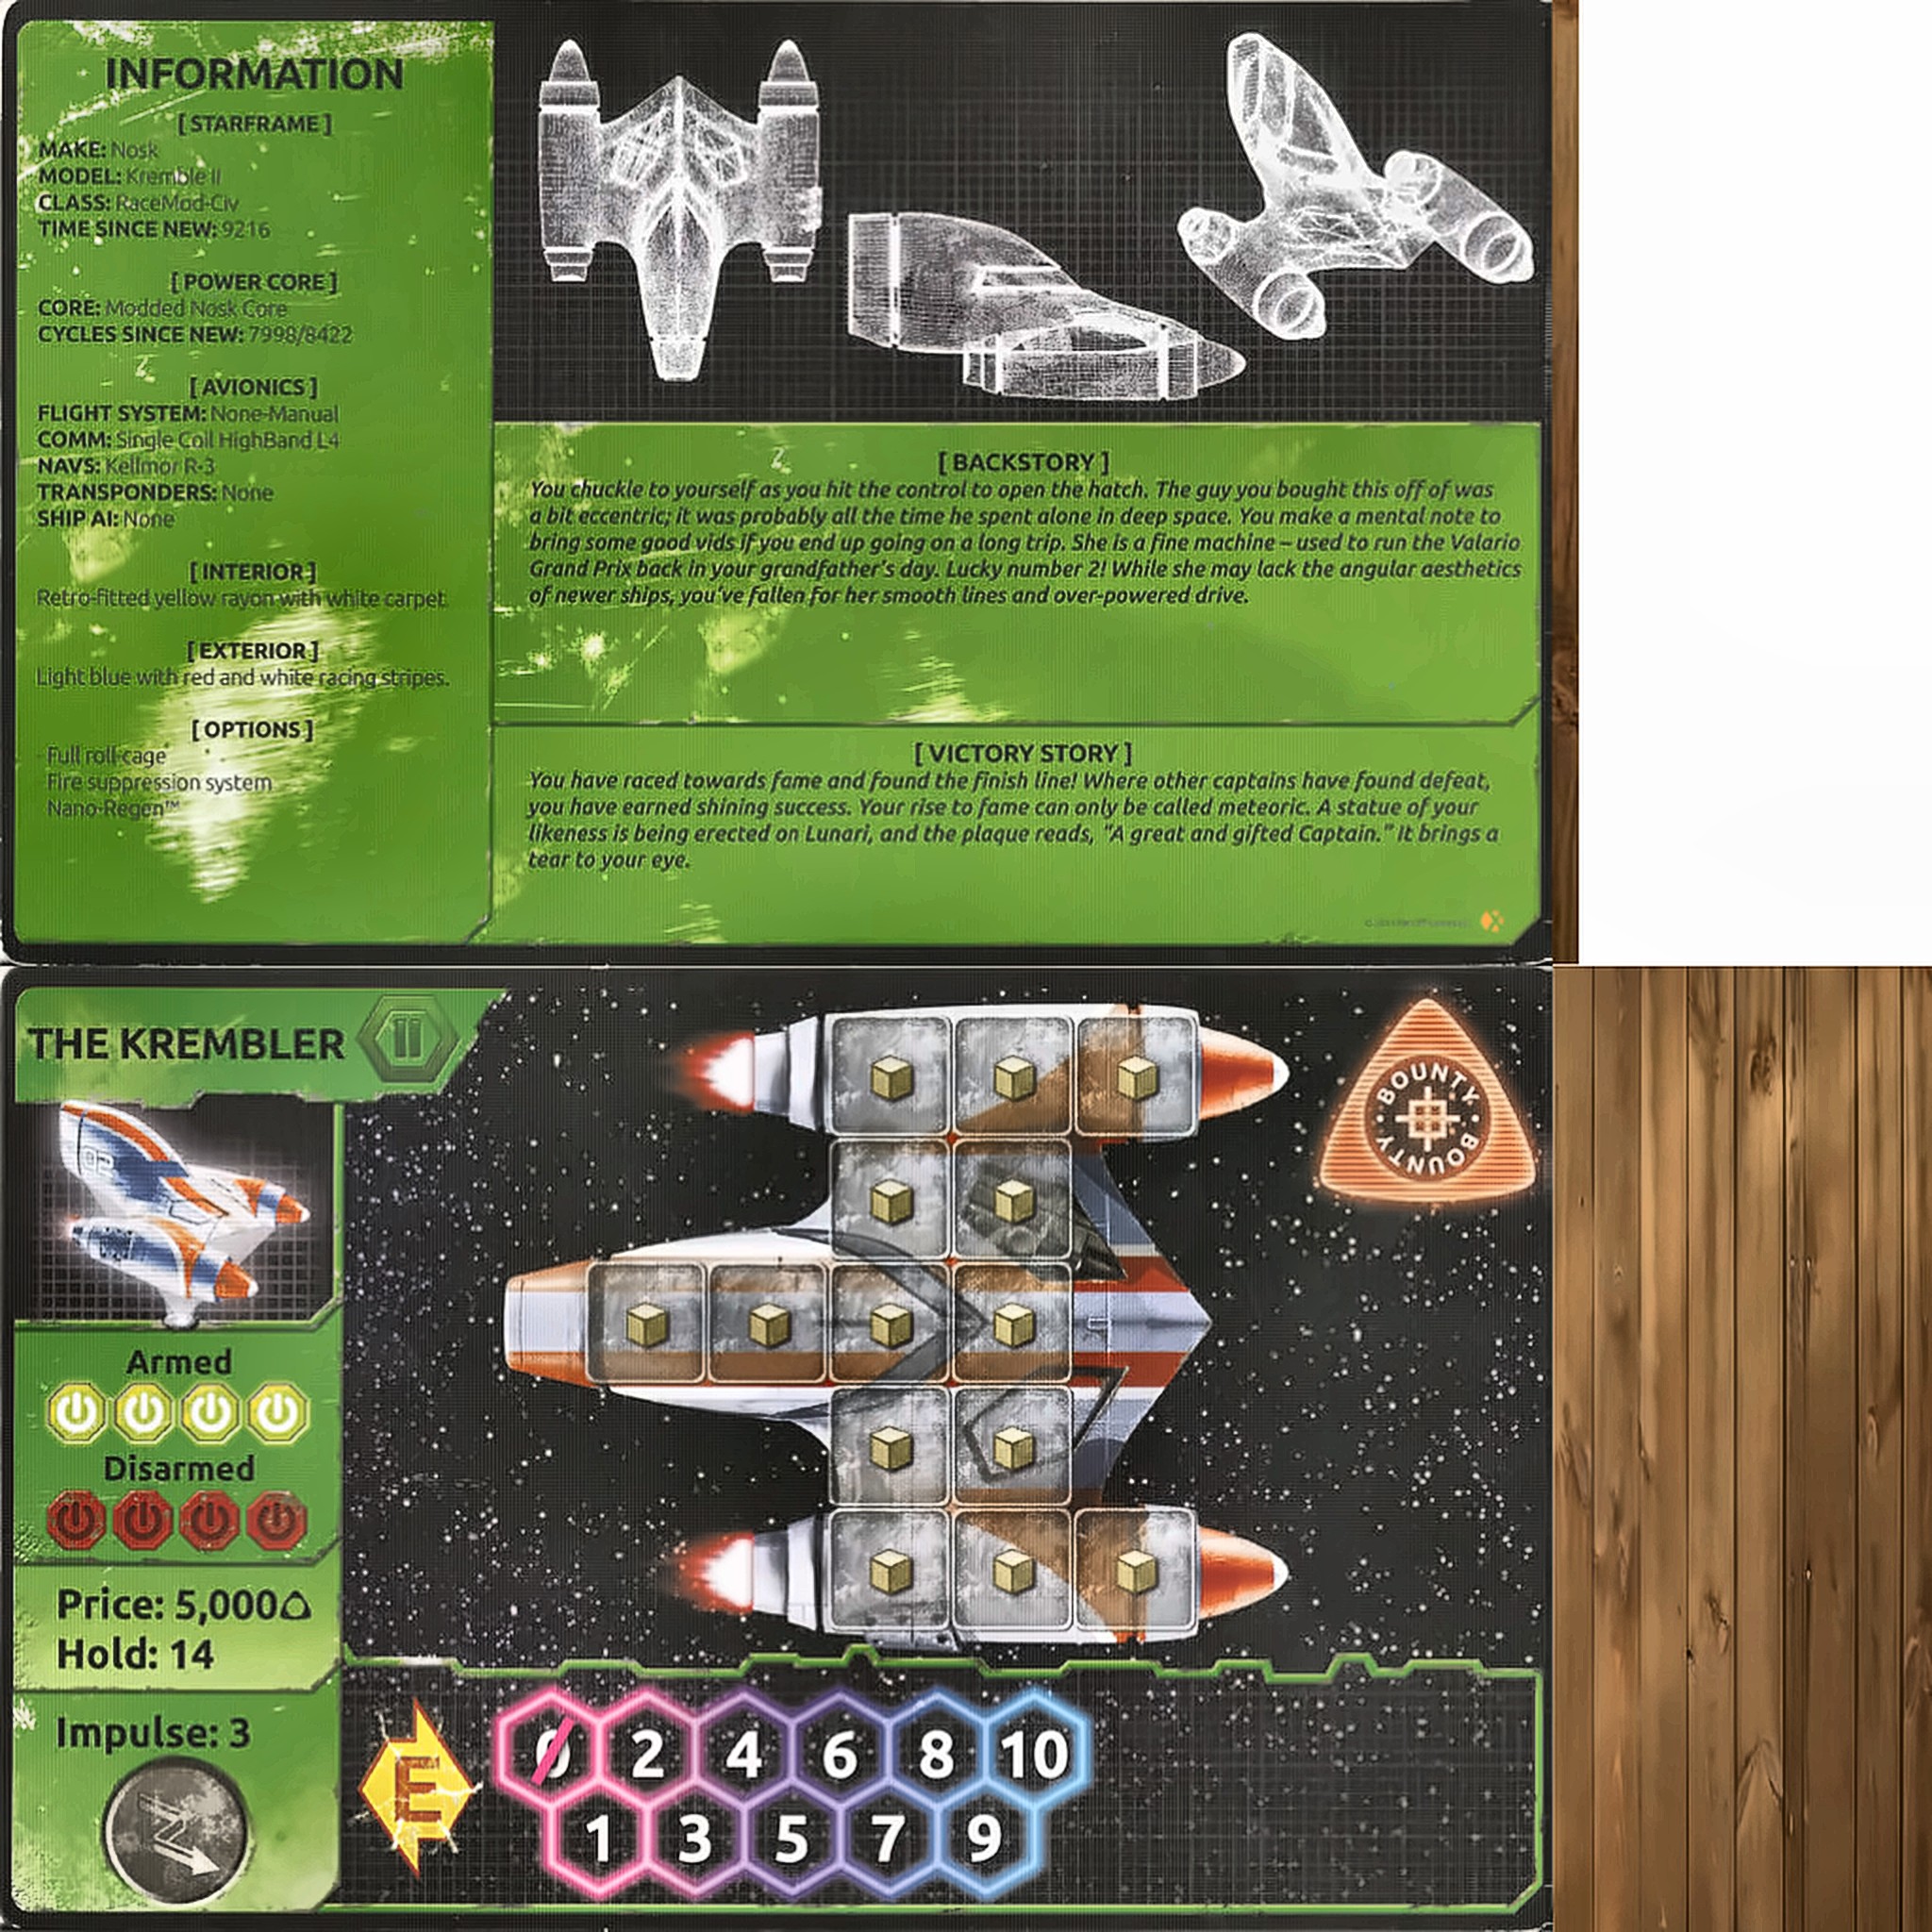 INFORMATION
[ STARFRAME ]
MAKE: Nosk
MODEL: Kremble II
CLASS: RaceMod-Civ
TIME SINCE NEW: 9216
[ POWER CORE ]
CORE: Modded Nosk Core
CYCLES SINCE NEW: 7998/8422
[ AVIONICS ]
FLIGHT SYSTEM: None-Manual
COMM: Single Coil HighBand L4
NAVS: Kellmor R-3
TRANSPONDERS: None
SHIP AI: None
[ INTERIOR ]
Retro-fitted yellow rayon with white carpet
[ EXTERIOR ]
Light blue with red and white racing stripes.
[ OPTIONS ]
Full roll-cage
Fire suppression system
Nano-Regen™
[ BACKSTORY ]
You chuckle to yourself as you hit the control to open the hatch. The guy you bought this off of was
a bit eccentric; it was probably all the time he spent alone in deep space. You make a mental note to
bring some good vids if you end up going on a long trip. She is a fine machine – used to run the Valario
Grand Prix back in your grandfather's day. Lucky number 2! While she may lack the angular aesthetics
of newer ships, you've fallen for her smooth lines and over-powered drive.
[ VICTORY STORY ]
You have raced towards fame and found the finish line! Where other captains have found defeat,
you have earned shining success. Your rise to fame can only be called meteoric. A statue of your
likeness is being erected on Lunari, and the plaque reads, "A great and gifted Captain." It brings a
tear to your eye.
THE KREMBLER II
BOUNTY
BOUNTY
Armed
Disarmed
Price: 5,000
Hold: 14
Impulse: 3
E
0 2 4 6 8 10
1 3 5 7 9